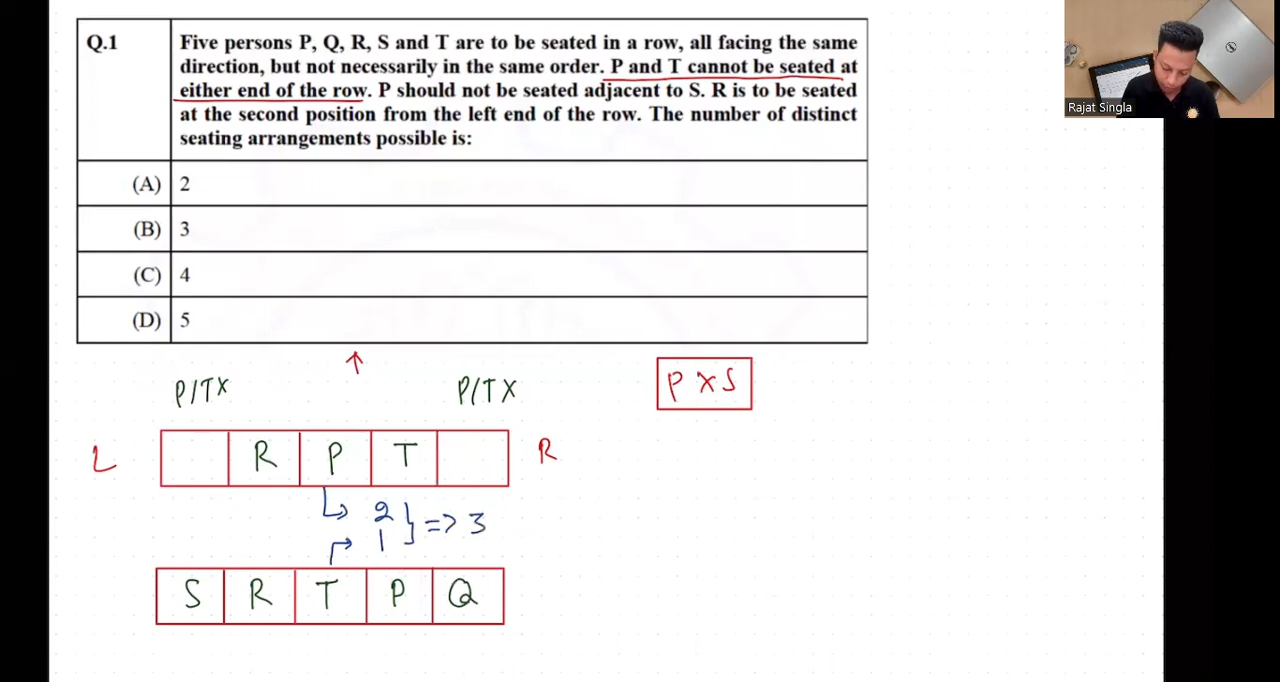 Q.1 Five persons P, Q, R, S and T are to be seated in a row, all facing the same
direction, but not necessarily in the same order. P and T cannot be seated at
either end of the row. P should not be seated adjacent to S. R is to be seated
at the second position from the left end of the row. The number of distinct
seating arrangements possible is:
(A) 2
(B) 3
(C) 4
(D) 5
Rajat Singla
↑
P/TX P/TX
P X S
L R P T R
↳ 2
1 } => 3
S R T P Q